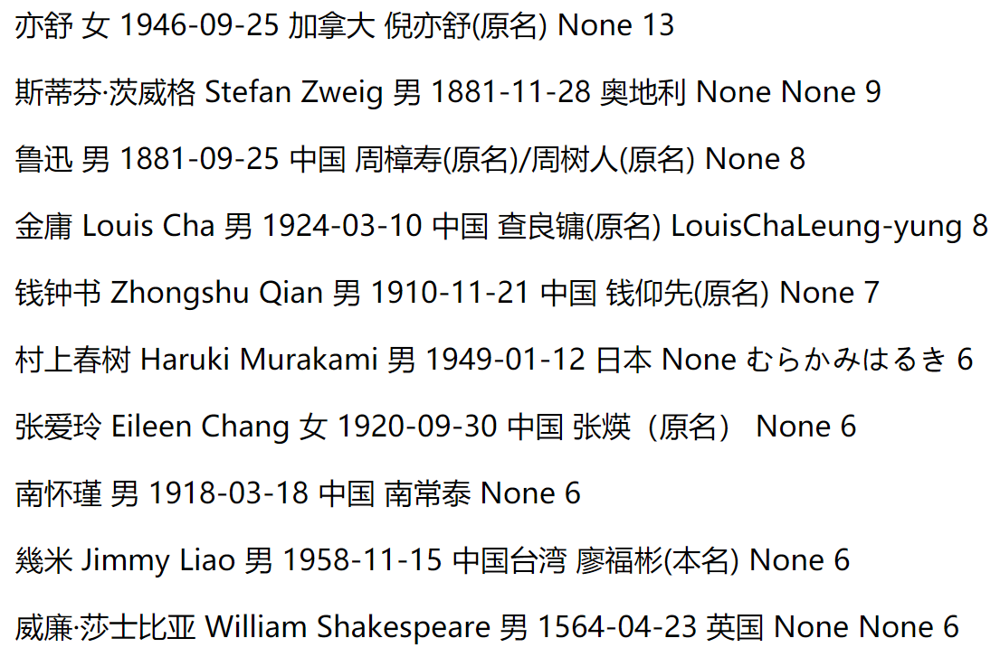 亦舒 女 1946-09-25 加拿大 倪亦舒(原名) None 13
斯蒂芬·茨威格 Stefan Zweig 男 1881-11-28 奥地利 None None 9
鲁迅 男 1881-09-25 中国 周樟寿(原名)/周树人(原名) None 8
金庸 Louis Cha 男 1924-03-10 中国 查良镛(原名) LouisChaLeung-yung 8
钱钟书 Zhongshu Qian 男 1910-11-21 中国 钱仰先(原名) None 7
村上春树 Haruki Murakami 男 1949-01-12 日本 None むらかみはるき 6
张爱玲 Eileen Chang 女 1920-09-30 中国 张煐（原名） None 6
南怀瑾 男 1918-03-18 中国 南常泰 None 6
幾米 Jimmy Liao 男 1958-11-15 中国台湾 廖福彬(本名) None 6
威廉·莎士比亚 William Shakespeare 男 1564-04-23 英国 None None 6